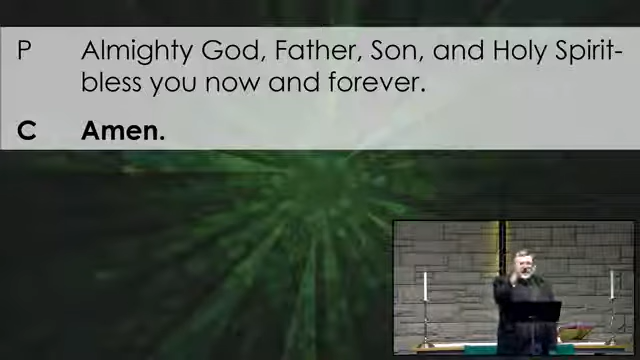 P Almighty God, Father, Son, and Holy Spirit-
bless you now and forever.
C Amen.